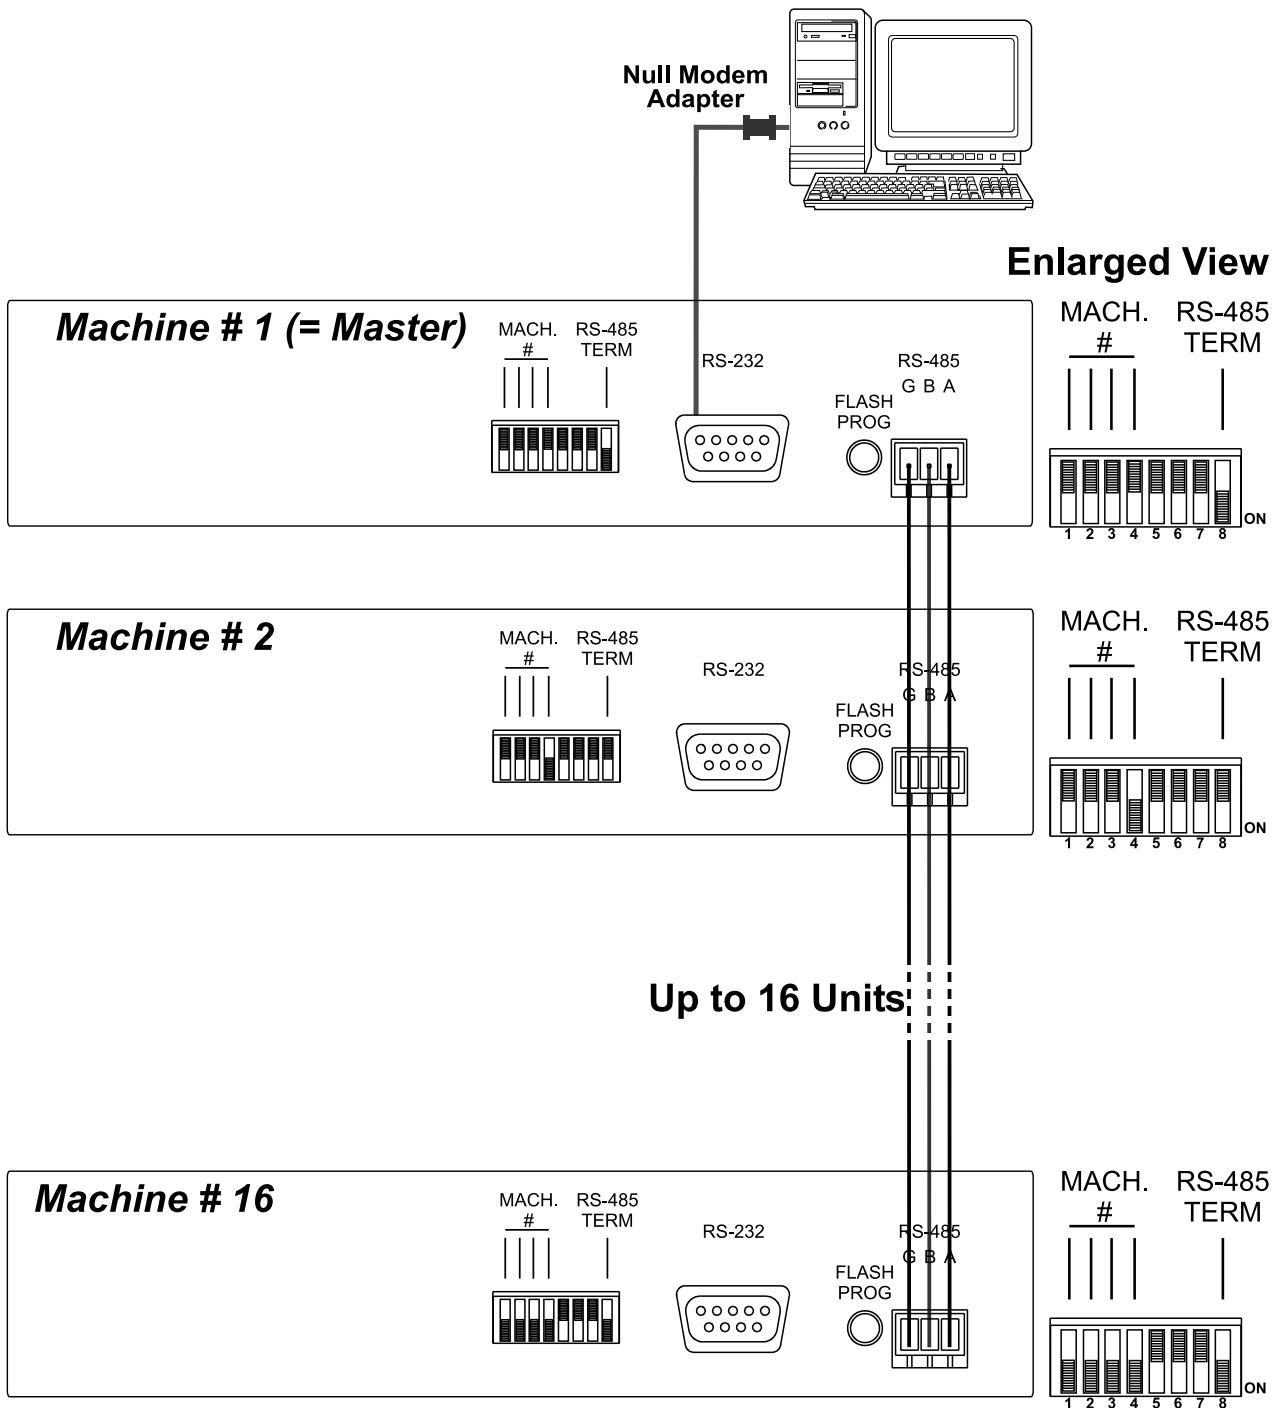 Null Modem
Adapter
Enlarged View
Machine # 1 (= Master)
MACH.
#
RS-485
TERM
RS-232
FLASH
PROG
RS-485
G B A
MACH.
#
RS-485
TERM
ON
1 2 3 4 5 6 7 8
Machine # 2
MACH.
#
RS-485
TERM
RS-232
FLASH
PROG
RS-485
G B A
MACH.
#
RS-485
TERM
ON
1 2 3 4 5 6 7 8
Up to 16 Units
Machine # 16
MACH.
#
RS-485
TERM
RS-232
FLASH
PROG
RS-485
G B A
MACH.
#
RS-485
TERM
ON
1 2 3 4 5 6 7 8